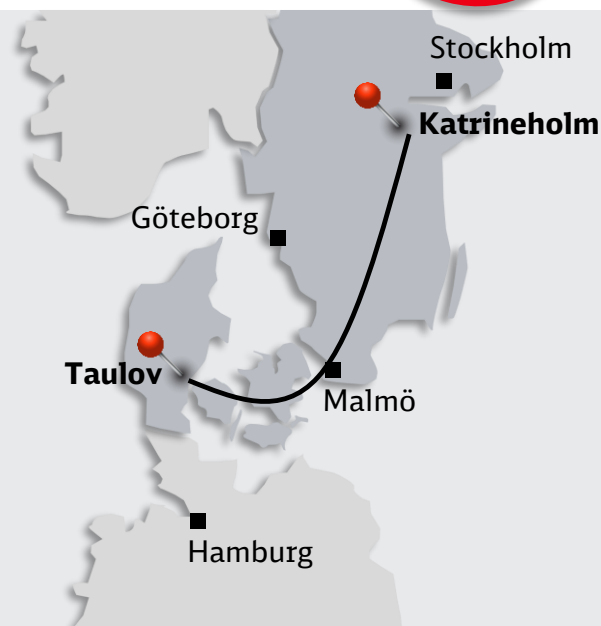 Stockholm
Katrineholm
Göteborg
Taulov
Malmö
Hamburg